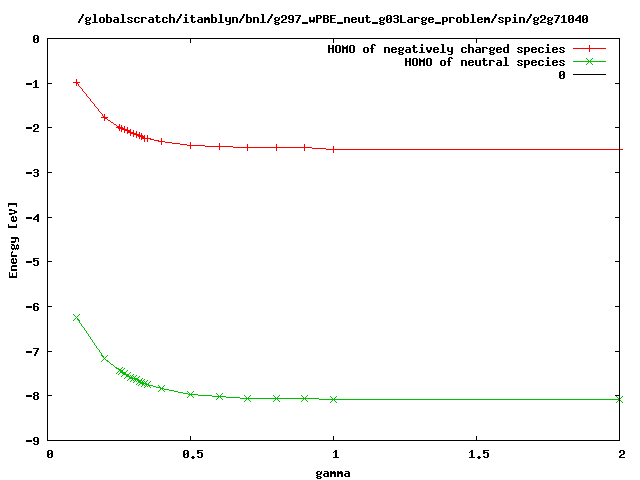 /globalscratch/itamblyn/bnl/g297_wPBE_neut_g03Large_problem/spin/g2g71040
HOMO of negatively charged species
HOMO of neutral species
0
0
-1
-2
-3
-4
-5
-6
-7
-8
-9
Energy [eV]
0 0.5 1 1.5 2
gamma